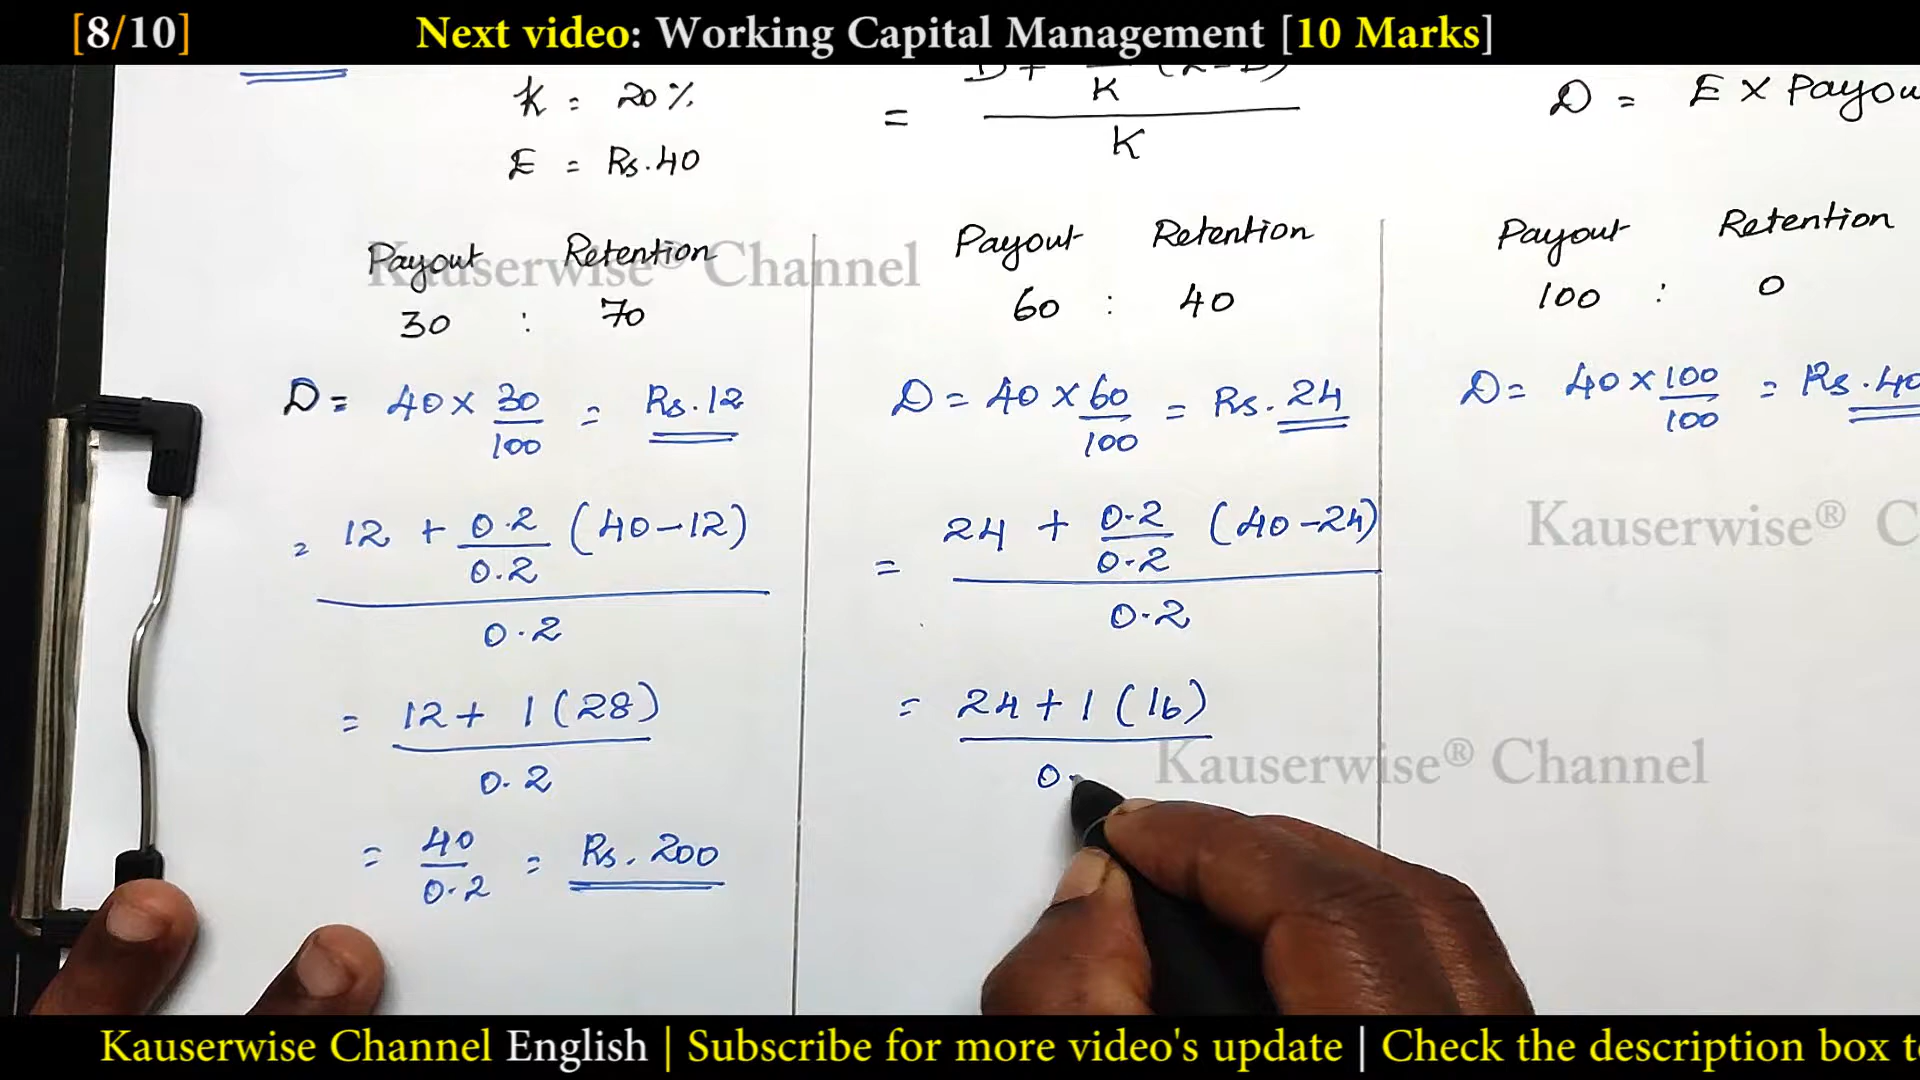 [8/10] Next video: Working Capital Management [10 Marks]
K = 20%
E = Rs.40
K
= K
D = E × Payou
Payout Retention
30 : 70
D = 40 × 30/100 = Rs.12
= 12 + 0.2/0.2 (40-12)
0.2
= 12 + 1 (28)
0.2
= 40/0.2 = Rs. 200
Payout Retention
60 : 40
D = 40 × 60/100 = Rs. 24
= 24 + 0.2/0.2 (40-24)
0.2
= 24 + 1 (16)
0.
Payout Retention
100 : 0
D = 40 × 100/100 = Rs.40
Kauserwise® Channel
Kauserwise® C
Kauserwise® Channel
Kauserwise Channel English | Subscribe for more video's update | Check the description box t